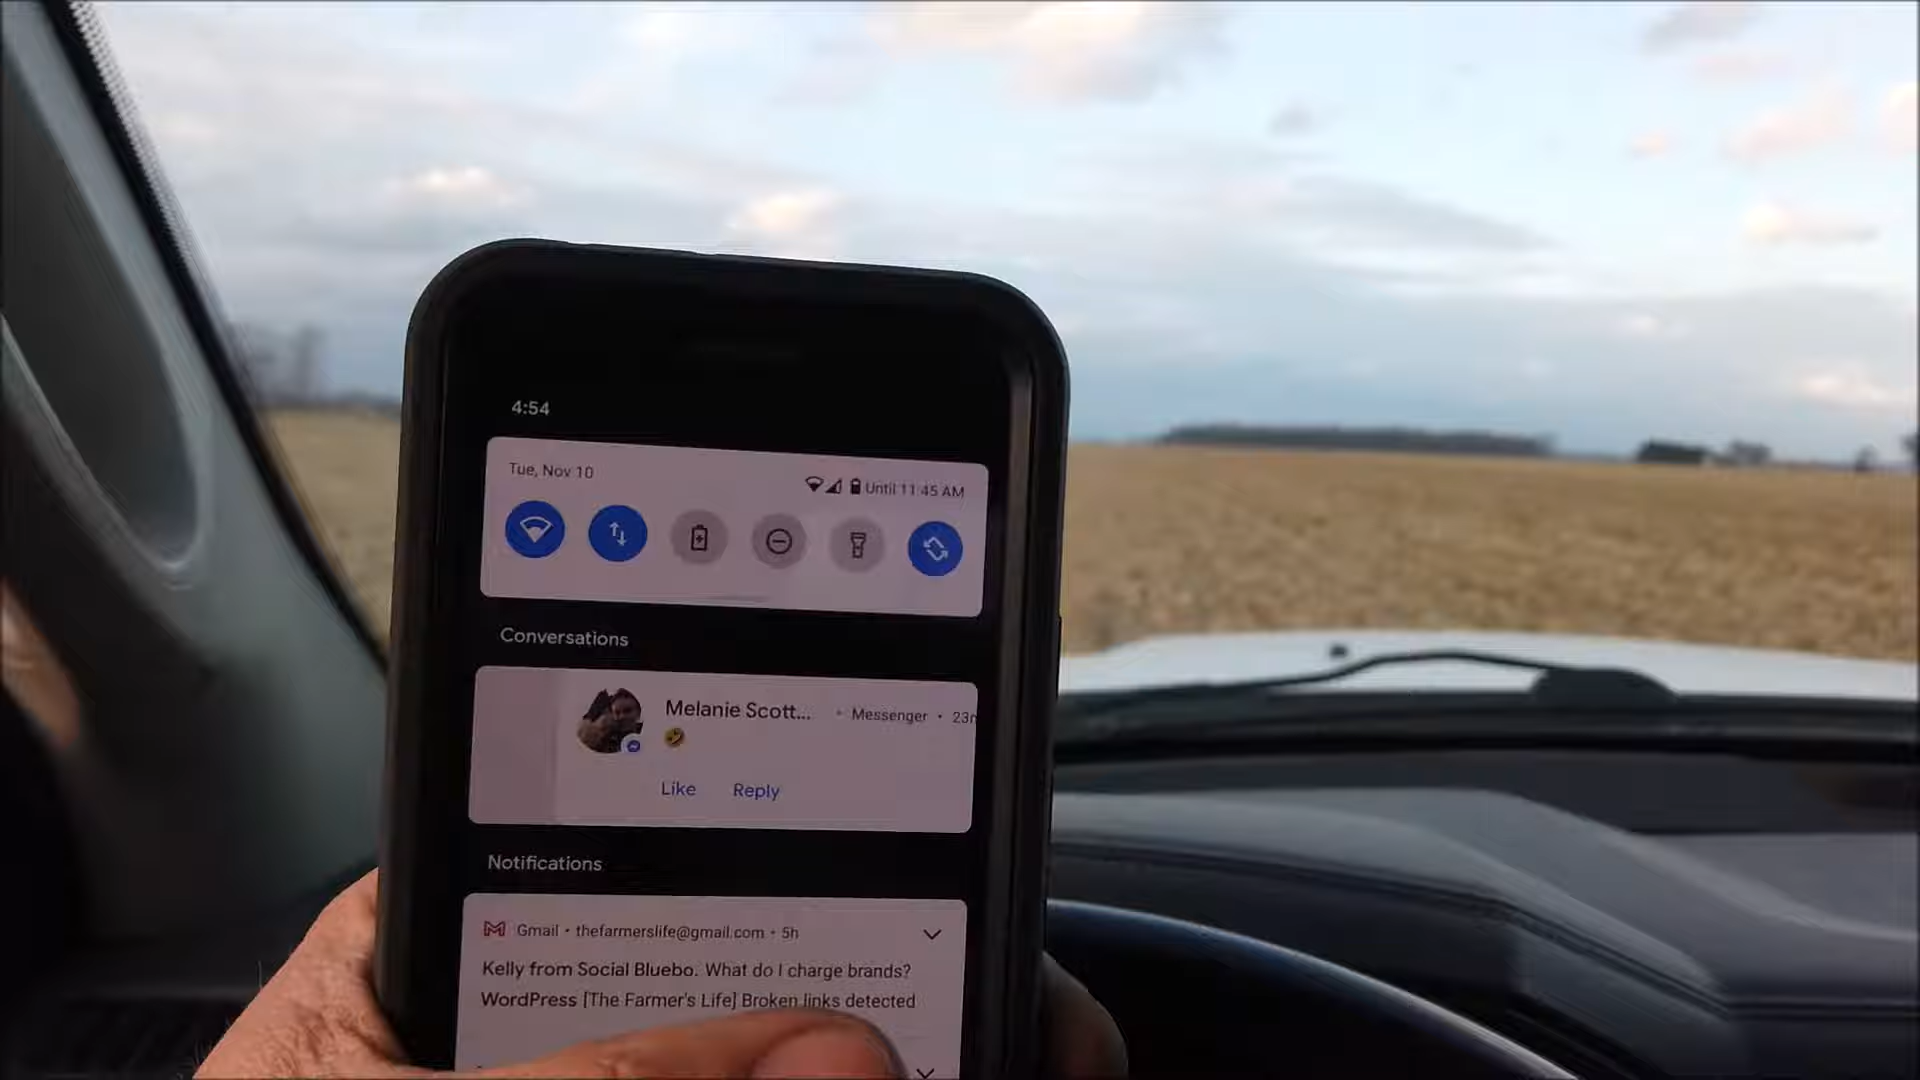 4:54
Tue, Nov 10
Until 11:45 AM
Conversations
Melanie Scott... • Messenger • 23m
Like Reply
Notifications
Gmail • thefarmerslife@gmail.com • 5h
Kelly from Social Bluebo. What do I charge brands?
WordPress [The Farmer's Life] Broken links detected